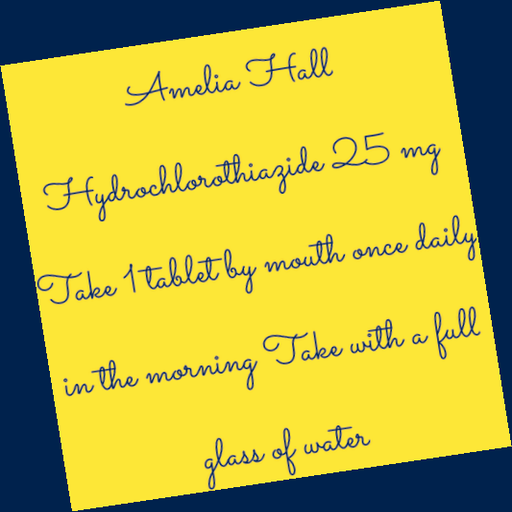 Amelia Hall
Hydrochlorothiazide 25 mg
Take 1 tablet by mouth once daily
in the morning Take with a full
glass of water